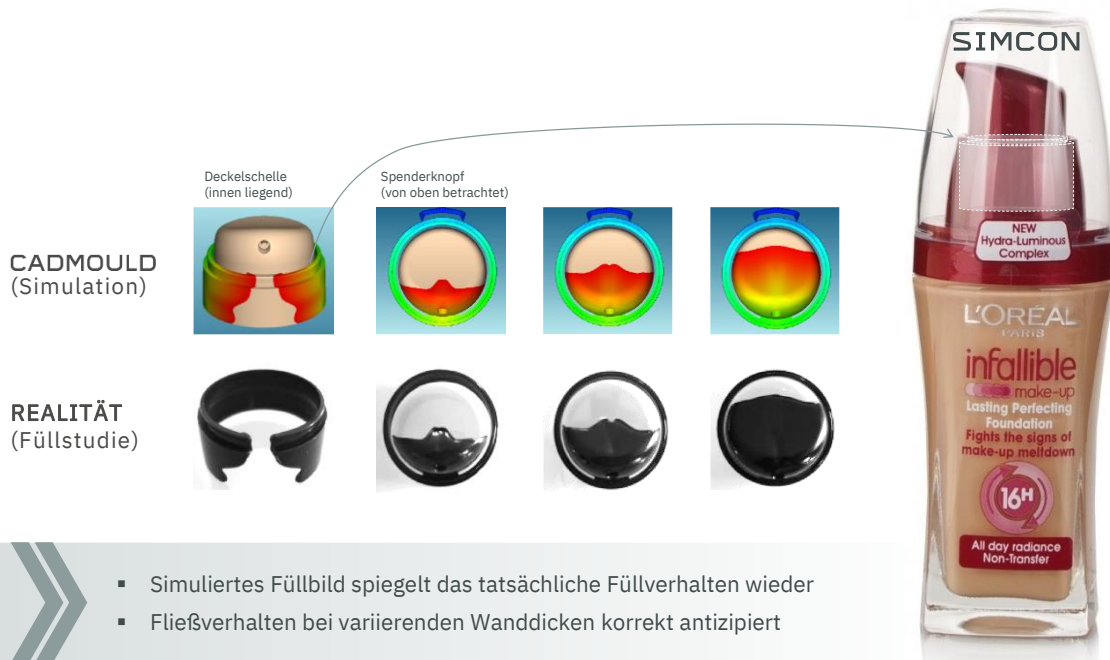 SIMCON
Deckelschelle
(innen liegend)
Spenderknopf
(von oben betrachtet)
CADMOULD
(Simulation)
REALITÄT
(Füllstudie)
NEW
Hydra-Luminous
Complex
L'ORÉAL
PARIS
infallible
make-up
Lasting Perfecting
Foundation
Fights the signs of
make-up meltdown
16H
All day radiance
Non-Transfer
▪ Simuliertes Füllbild spiegelt das tatsächliche Füllverhalten wieder
▪ Fließverhalten bei variierenden Wanddicken korrekt antizipiert